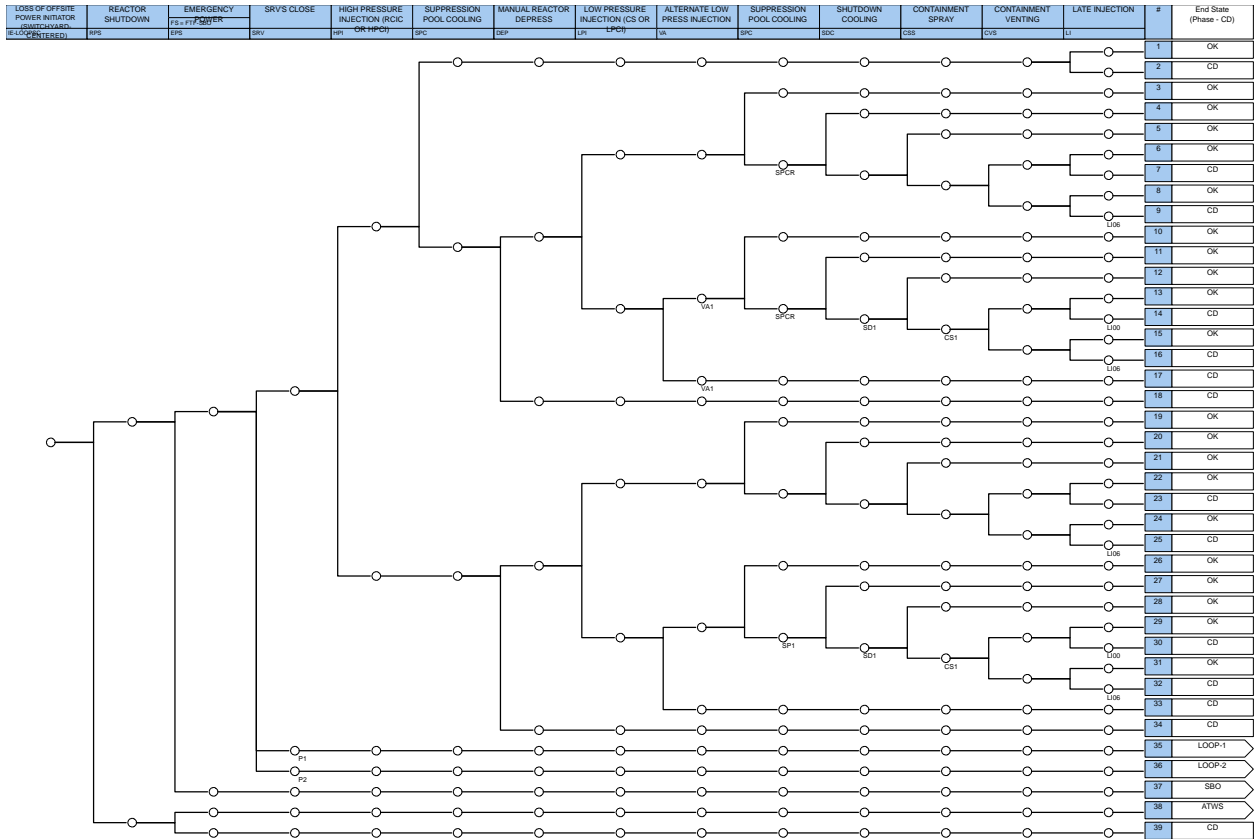 LOSS OF OFFSITE
POWER INITIATOR
(SWITCHYARD-
CENTERED)
IE-LOOPSC
REACTOR
SHUTDOWN
RPS
EMERGENCY
POWER
FS = FTF-SBO
EPS
SRV'S CLOSE
SRV
HIGH PRESSURE
INJECTION (RCIC
OR HPCI)
HPI
SUPPRESSION
POOL COOLING
SPC
MANUAL REACTOR
DEPRESS
DEP
LOW PRESSURE
INJECTION (CS OR
LPCI)
LPI
ALTERNATE LOW
PRESS INJECTION
VA
SUPPRESSION
POOL COOLING
SPC
SHUTDOWN
COOLING
SDC
CONTAINMENT
SPRAY
CSS
CONTAINMENT
VENTING
CVS
LATE INJECTION
LI
#
End State
(Phase - CD)
1 OK
2 CD
3 OK
4 OK
5 OK
6 OK
SPCR 7 CD
8 OK
9 CD
LI06
10 OK
11 OK
12 OK
13 OK
VA1 SPCR SD1 14 CD
LI00
CS1 15 OK
16 CD
LI06
17 CD
VA1
18 CD
19 OK
20 OK
21 OK
22 OK
23 CD
24 OK
25 CD
LI06
26 OK
27 OK
28 OK
29 OK
SP1 30 CD
SD1 LI00
CS1 31 OK
32 CD
LI06
33 CD
34 CD
35 LOOP-1
P1
36 LOOP-2
P2
37 SBO
38 ATWS
39 CD